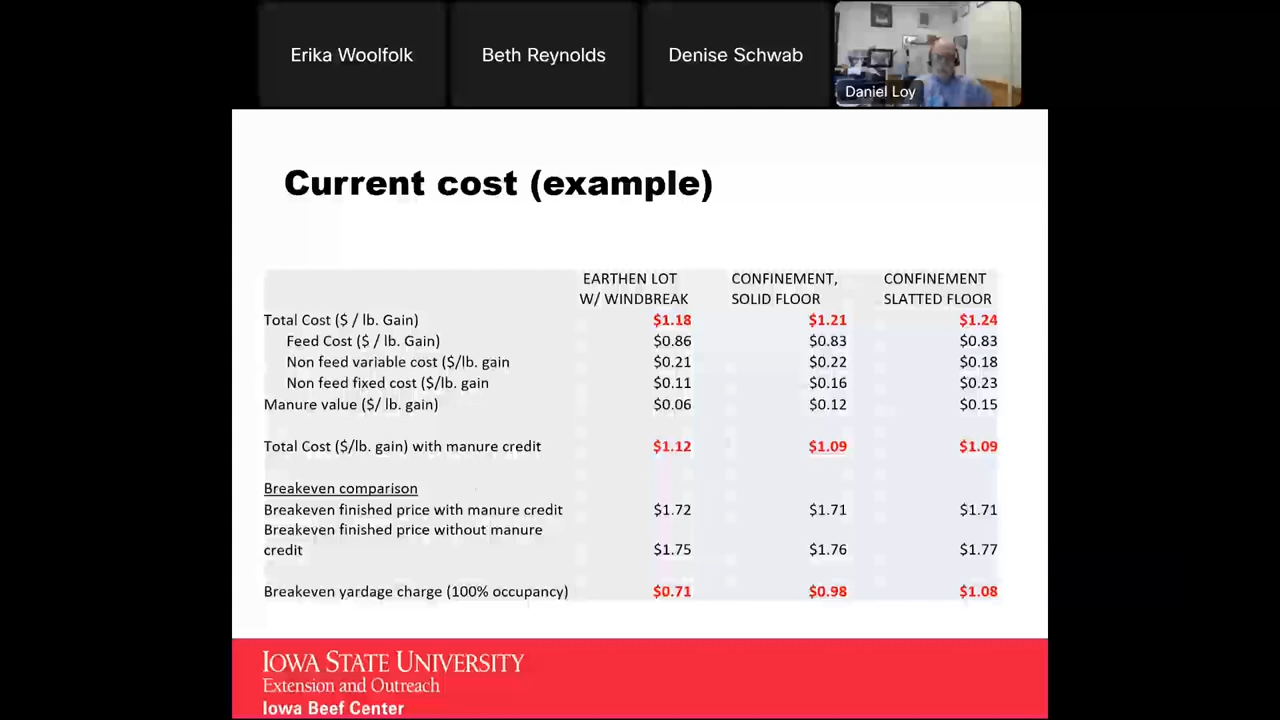 Erika Woolfolk
Beth Reynolds
Denise Schwab
Daniel Loy
Current cost (example)
EARTHEN LOT W/ WINDBREAK
CONFINEMENT, SOLID FLOOR
CONFINEMENT SLATTED FLOOR
Total Cost ($ / lb. Gain) $1.18 $1.21 $1.24
Feed Cost ($ / lb. Gain) $0.86 $0.83 $0.83
Non feed variable cost ($/lb. gain $0.21 $0.22 $0.18
Non feed fixed cost ($/lb. gain $0.11 $0.16 $0.23
Manure value ($/ lb. gain) $0.06 $0.12 $0.15
Total Cost ($/lb. gain) with manure credit $1.12 $1.09 $1.09
Breakeven comparison
Breakeven finished price with manure credit $1.72 $1.71 $1.71
Breakeven finished price without manure
credit $1.75 $1.76 $1.77
Breakeven yardage charge (100% occupancy) $0.71 $0.98 $1.08
IOWA STATE UNIVERSITY
Extension and Outreach
Iowa Beef Center